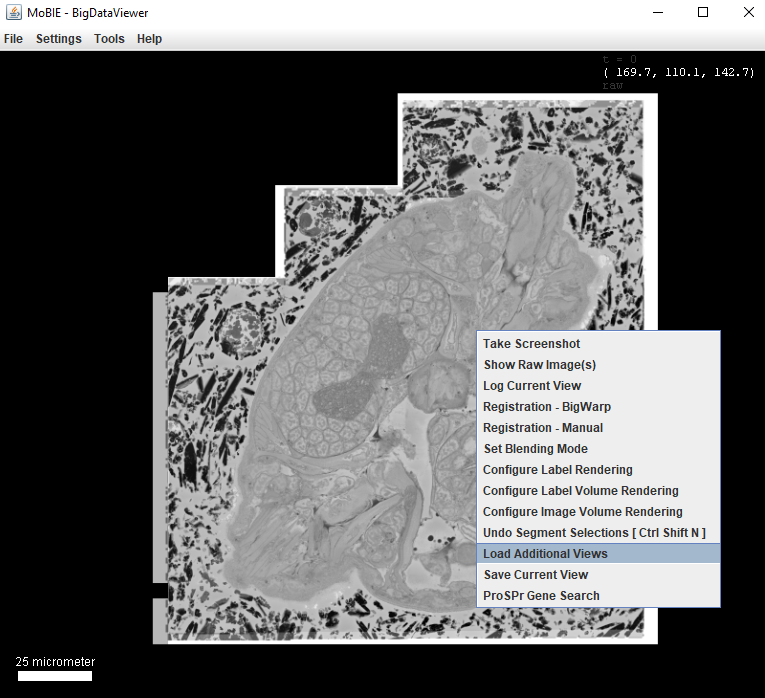 MoBIE - BigDataViewer
File Settings Tools Help
t = 0
( 169.7, 110.1, 142.7)
raw
Take Screenshot
Show Raw Image(s)
Log Current View
Registration - BigWarp
Registration - Manual
Set Blending Mode
Configure Label Rendering
Configure Label Volume Rendering
Configure Image Volume Rendering
Undo Segment Selections [ Ctrl Shift N ]
Load Additional Views
Save Current View
ProSPr Gene Search
25 micrometer